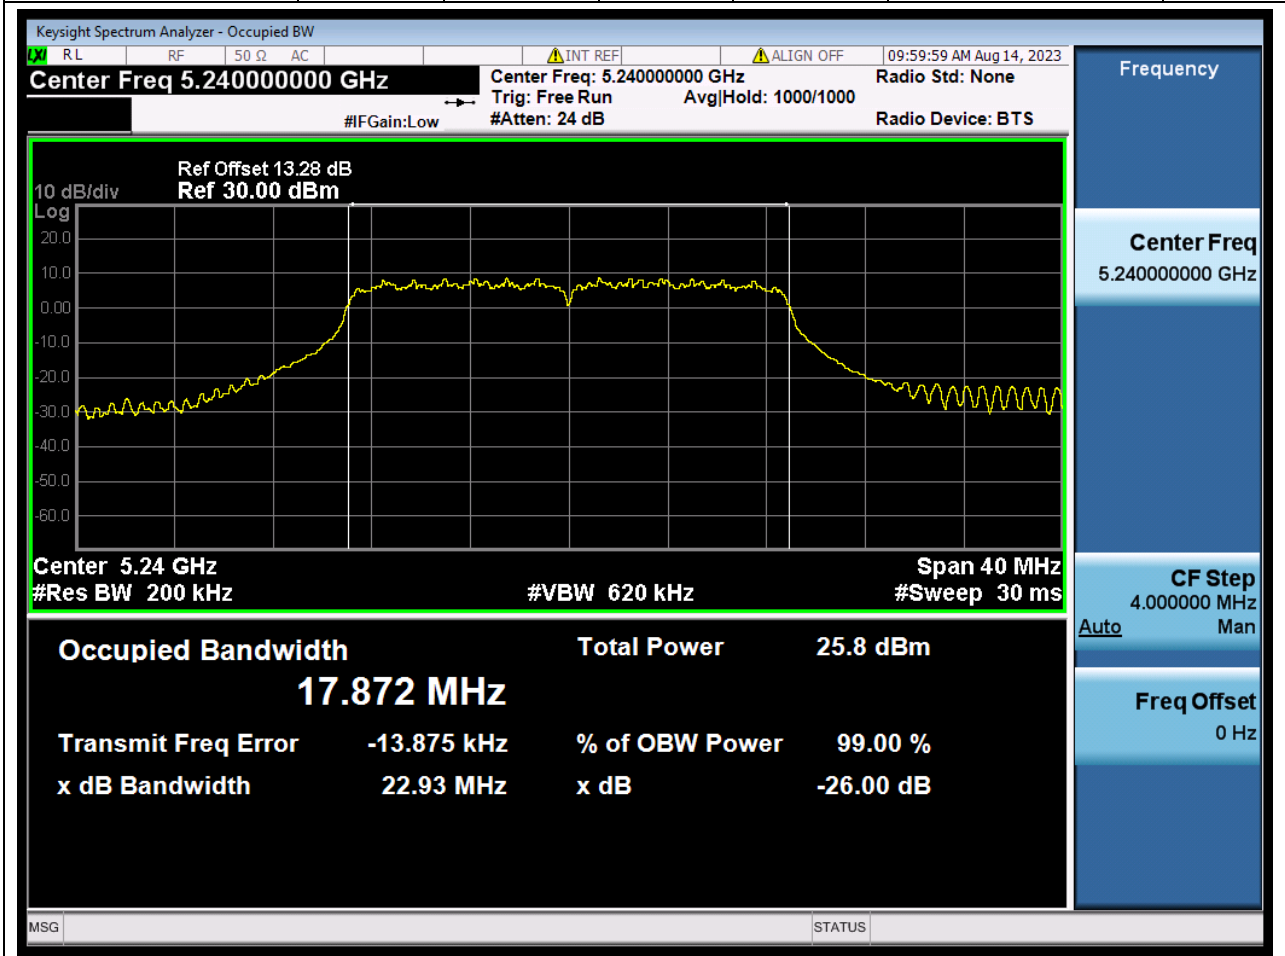 Keysight Spectrum Analyzer - Occupied BW
LXI RL RF 50 Ω AC INT REF ALIGN OFF 09:59:59 AM Aug 14, 2023
Center Freq 5.240000000 GHz
Center Freq: 5.240000000 GHz
Radio Std: None
Trig: Free Run Avg|Hold: 1000/1000
#IFGain:Low
#Atten: 24 dB
Radio Device: BTS
Ref Offset 13.28 dB
10 dB/div Ref 30.00 dBm
Log
20.0
10.0
0.00
-10.0
-20.0
-30.0
-40.0
-50.0
-60.0
Center 5.24 GHz Span 40 MHz
#Res BW 200 kHz #VBW 620 kHz #Sweep 30 ms
Occupied Bandwidth Total Power 25.8 dBm
17.872 MHz
Transmit Freq Error -13.875 kHz % of OBW Power 99.00 %
x dB Bandwidth 22.93 MHz x dB -26.00 dB
MSG STATUS
Frequency
Center Freq
5.240000000 GHz
CF Step
4.000000 MHz
Auto Man
Freq Offset
0 Hz